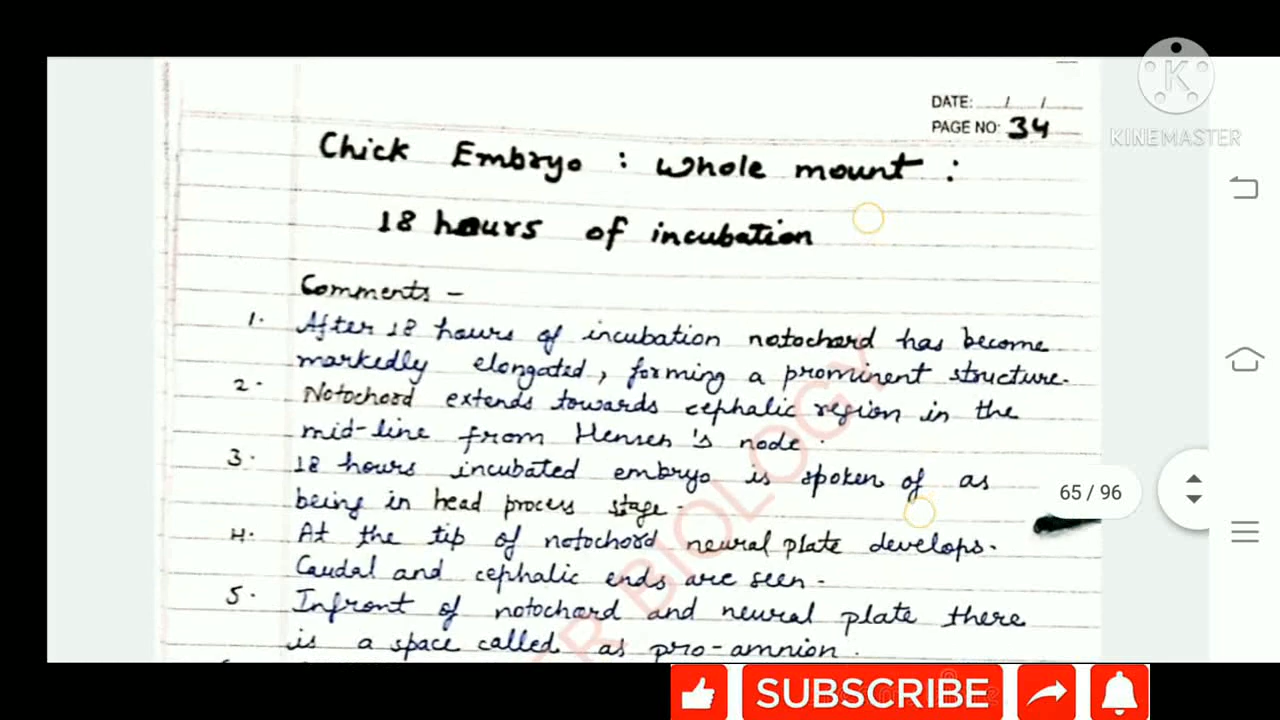 DATE: / /
PAGE NO: 34
K
KINEMASTER
Chick Embryo : Whole mount :
18 hours of incubation
Comments –
1. After 18 hours of incubation notochord has become
markedly elongated, forming a prominent structure.
2. Notochord extends towards cephalic region in the
mid-line from Hensen's node.
3. 18 hours incubated embryo is spoken of as
being in head process stage.
4. At the tip of notochord neural plate develops.
Caudal and cephalic ends are seen.
5. Infront of notochord and neural plate there
is a space called as pro-amnion.
65 / 96
BIOLOGY
SUBSCRIBE